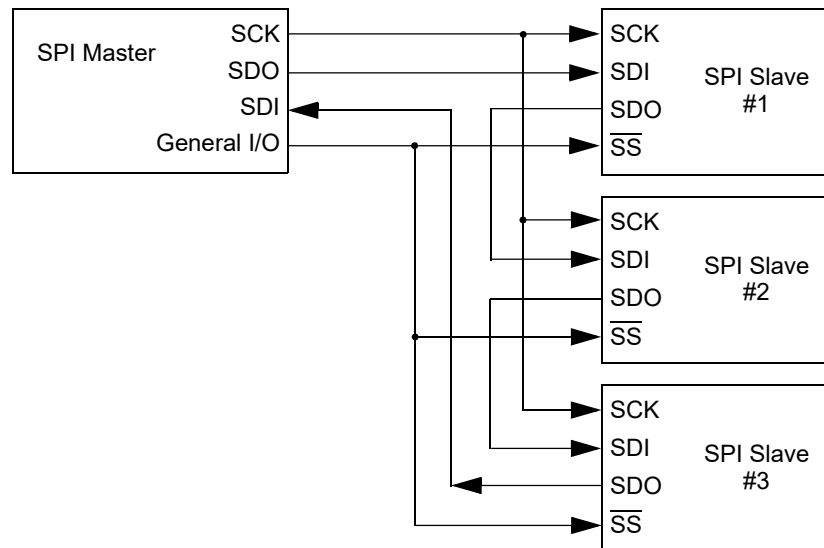 SPI Master
SCK
SDO
SDI
General I/O
SCK
SDI
SDO
SS
SPI Slave
#1
SCK
SDI
SDO
SS
SPI Slave
#2
SCK
SDI
SDO
SS
SPI Slave
#3